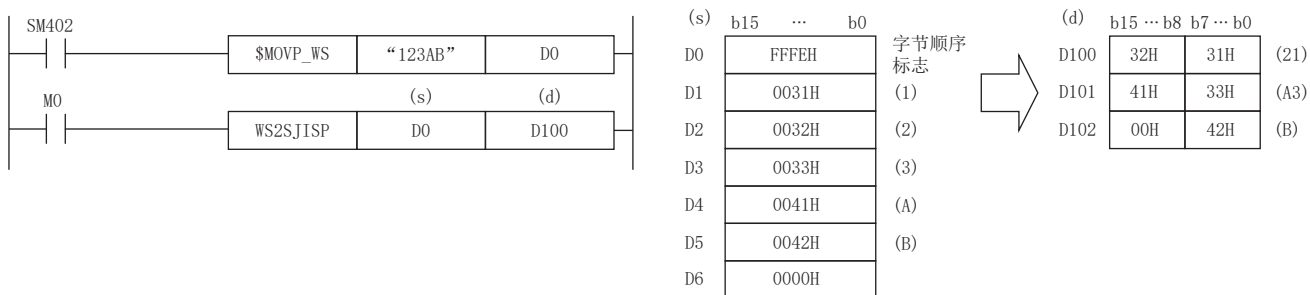 SM402
$MOVP_WS “123AB” D0
M0 (s) (d)
WS2SJISP D0 D100
(s) b15 … b0
D0 FFFEH 字节顺序
标志
D1 0031H (1)
D2 0032H (2)
D3 0033H (3)
D4 0041H (A)
D5 0042H (B)
D6 0000H
(d) b15 … b8 b7 … b0
D100 32H 31H (21)
D101 41H 33H (A3)
D102 00H 42H (B)